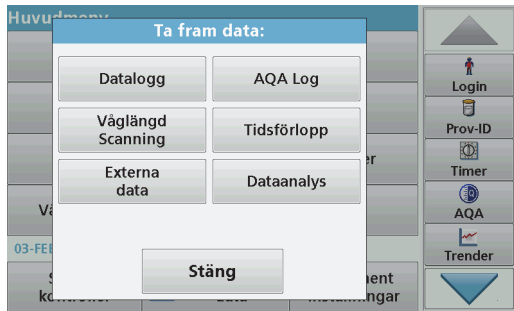 Huvudmeny
Ta fram data:
Datalogg
AQA Log
Våglängd
Scanning
Tidsförlopp
Externa
data
Dataanalys
Stäng
03-FE
Login
Prov-ID
Timer
AQA
Trender